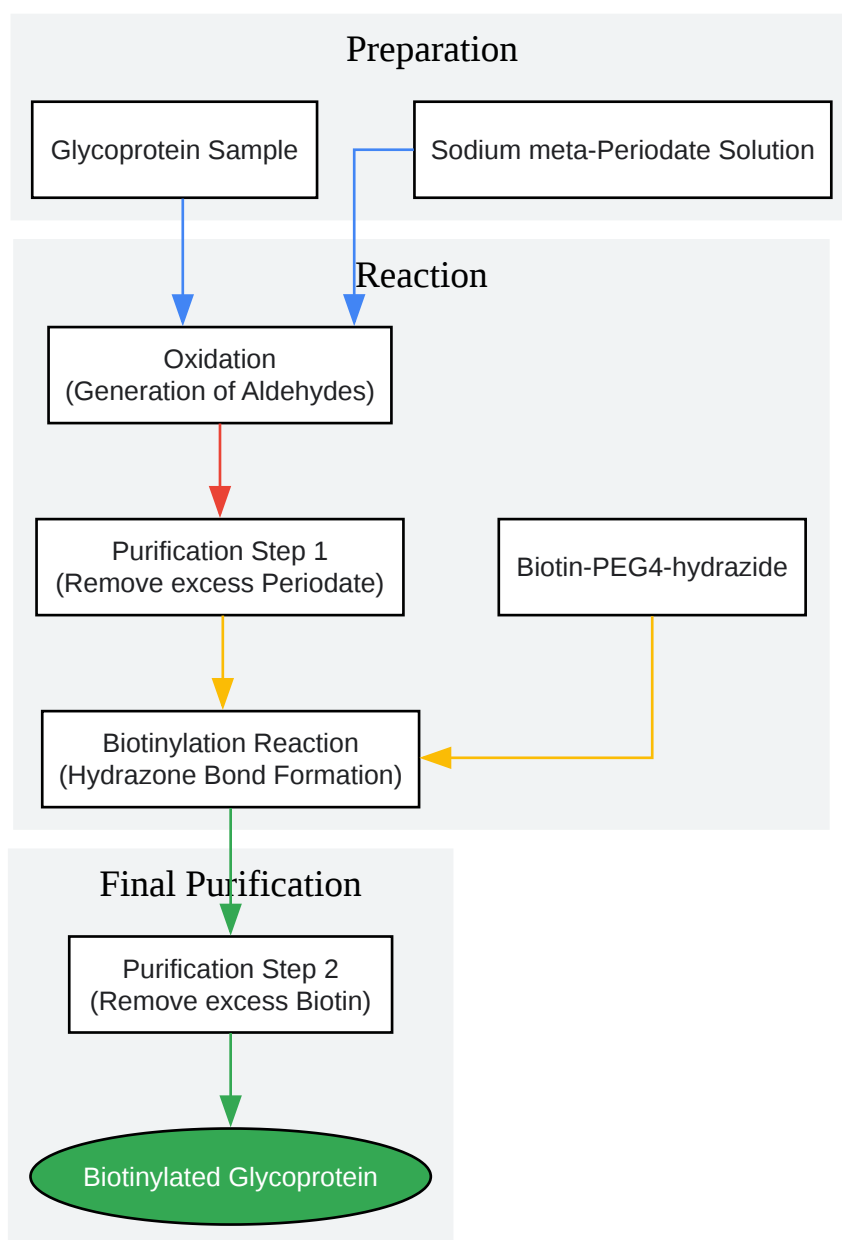 Preparation
Glycoprotein Sample
Sodium meta-Periodate Solution
Reaction
Oxidation
(Generation of Aldehydes)
Purification Step 1
(Remove excess Periodate)
Biotin-PEG4-hydrazide
Biotinylation Reaction
(Hydrazone Bond Formation)
Final Purification
Purification Step 2
(Remove excess Biotin)
Biotinylated Glycoprotein